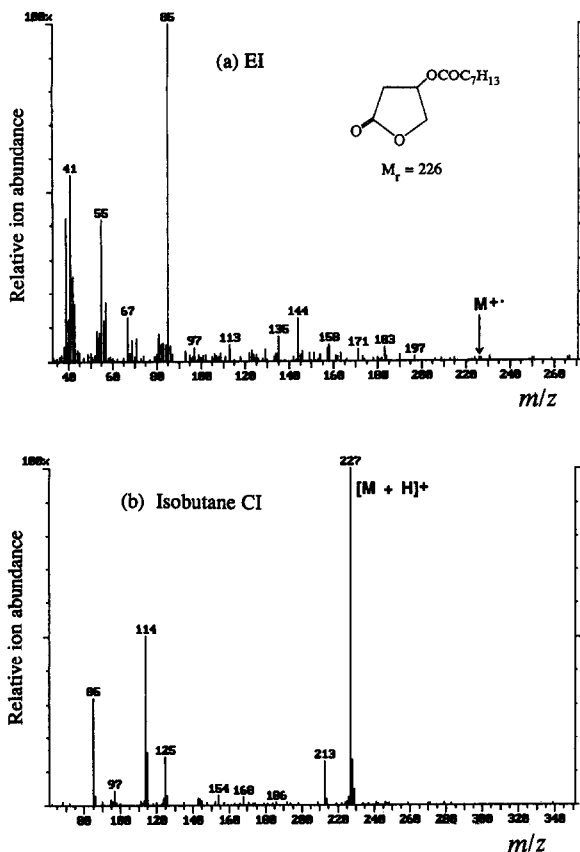 100%
85
(a) EI
OCOC7H13
O
O
Mr = 226
41
55
67
97
113
135
144
158
171
183
197
M+·
Relative ion abundance
40 60 80 100 120 140 160 180 200 220 240 260
m/z
100%
227
(b) Isobutane CI
[M + H]+
114
85
97
125
154
168
186
213
Relative ion abundance
80 100 120 140 160 180 200 220 240 260 280 300 320 340
m/z